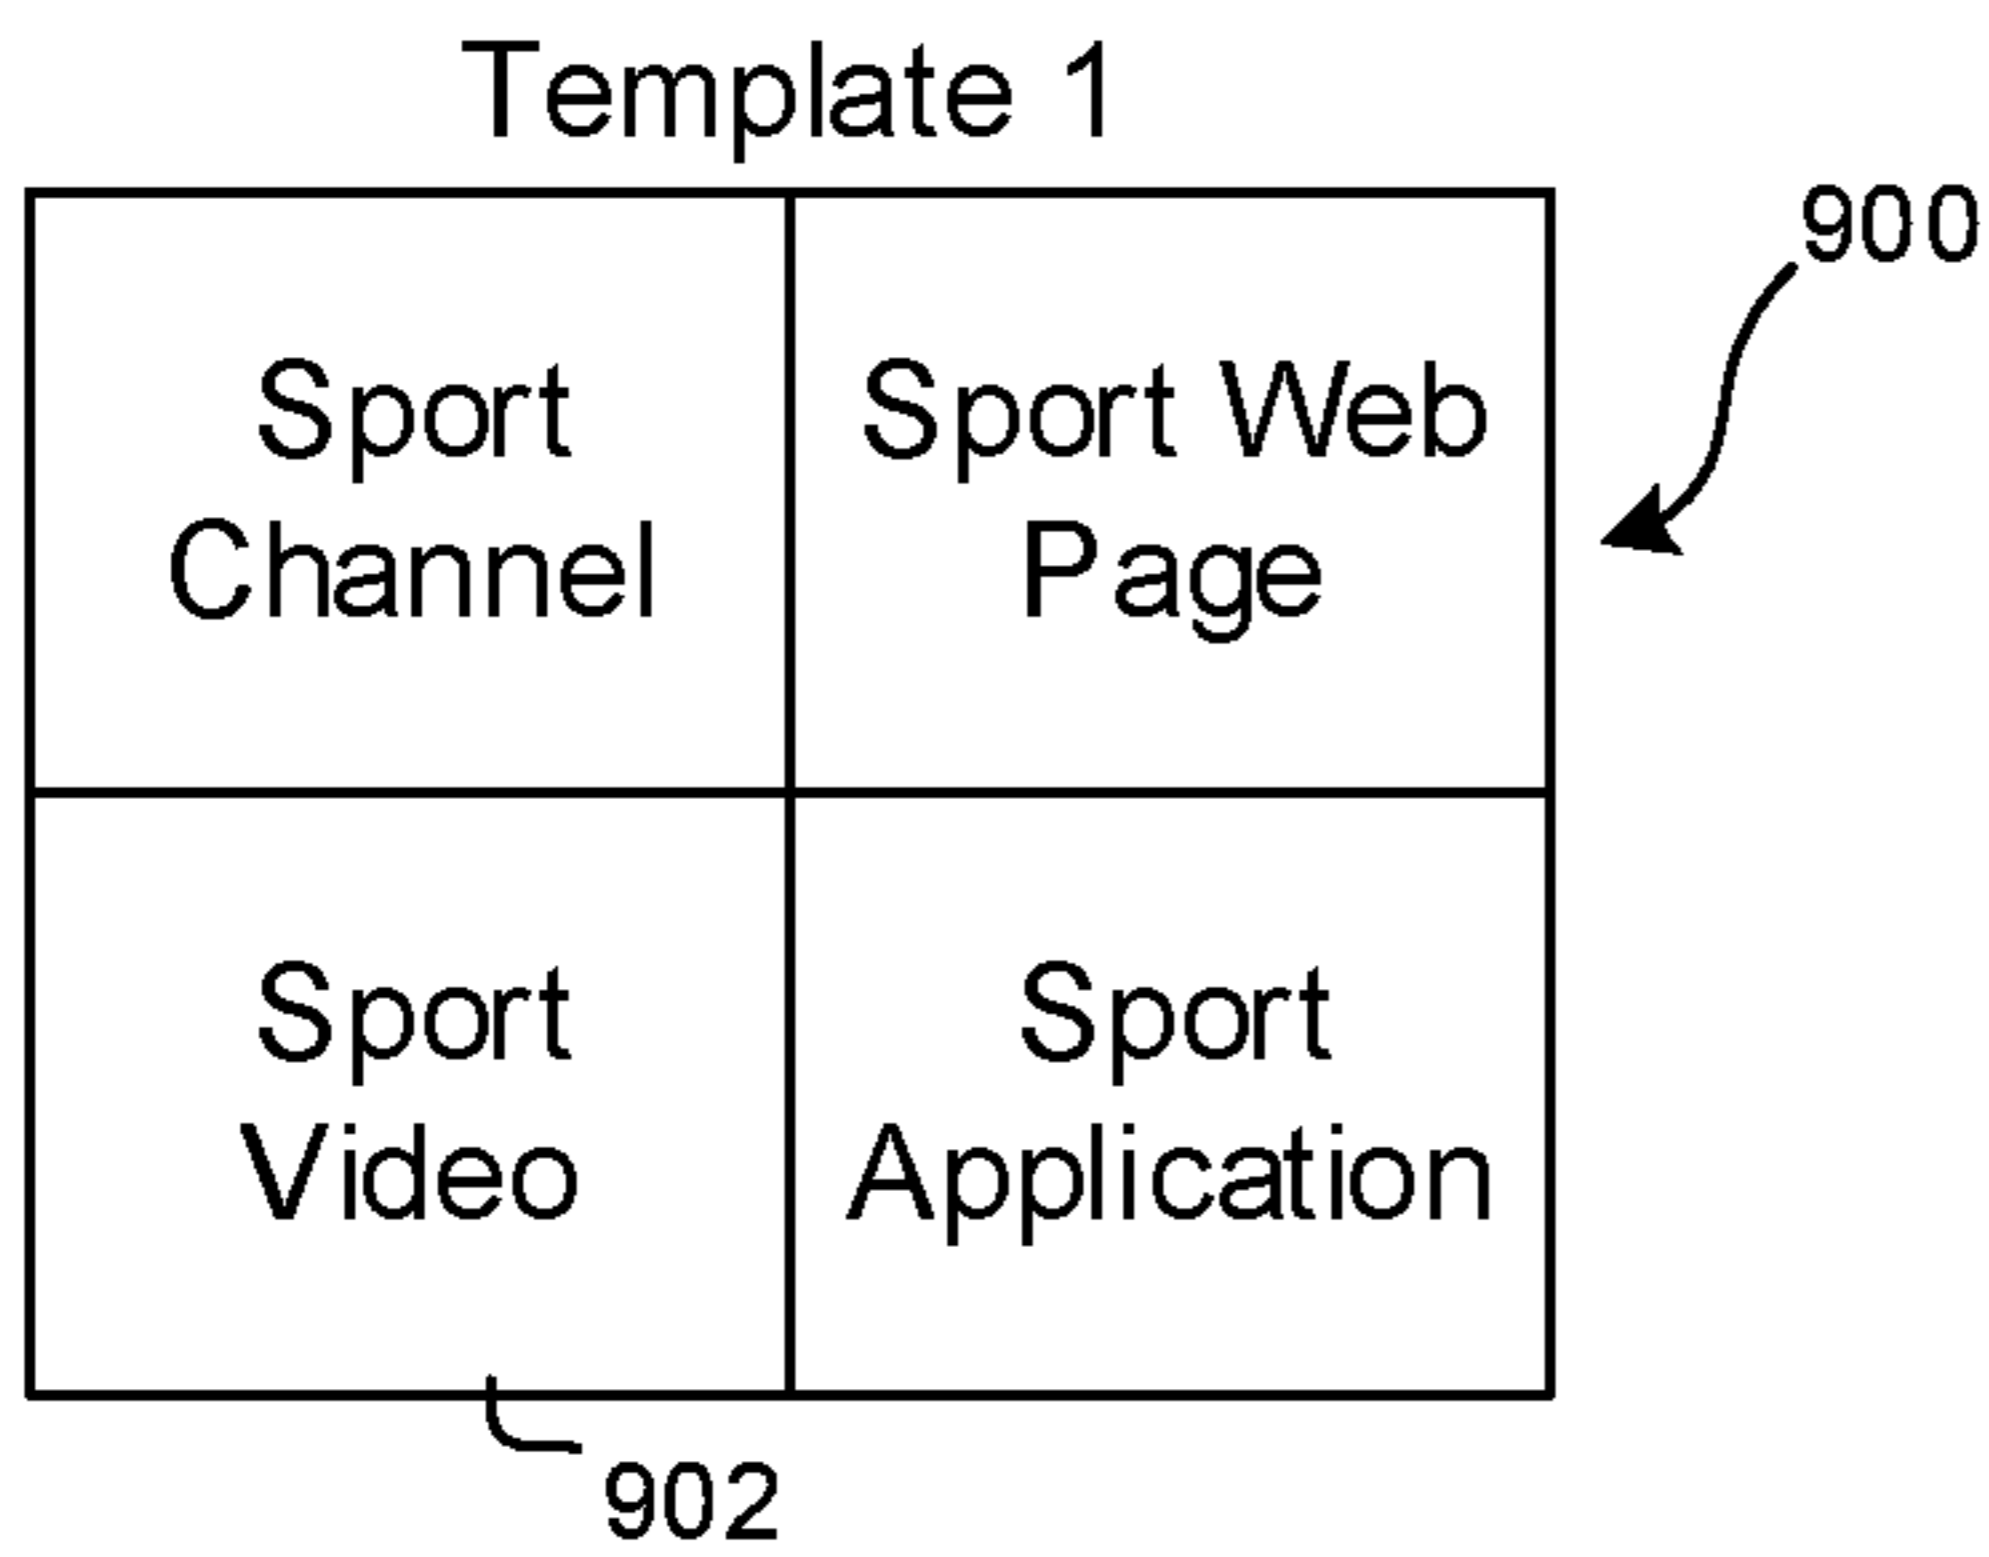 Template 1
900
Sport
Channel
Sport Web
Page
Sport
Video
Sport
Application
902